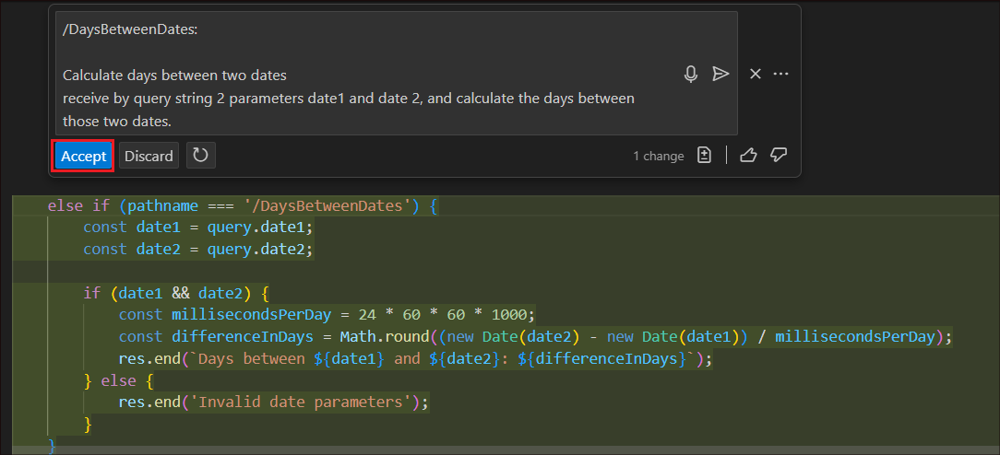 /DaysBetweenDates:
Calculate days between two dates
receive by query string 2 parameters date1 and date 2, and calculate the days between
those two dates.
Accept Discard 1 change
else if (pathname === '/DaysBetweenDates') {
const date1 = query.date1;
const date2 = query.date2;
if (date1 && date2) {
const millisecondsPerDay = 24 * 60 * 60 * 1000;
const differenceInDays = Math.round((new Date(date2) - new Date(date1)) / millisecondsPerDay);
res.end(`Days between ${date1} and ${date2}: ${differenceInDays}`);
} else {
res.end('Invalid date parameters');
}
}